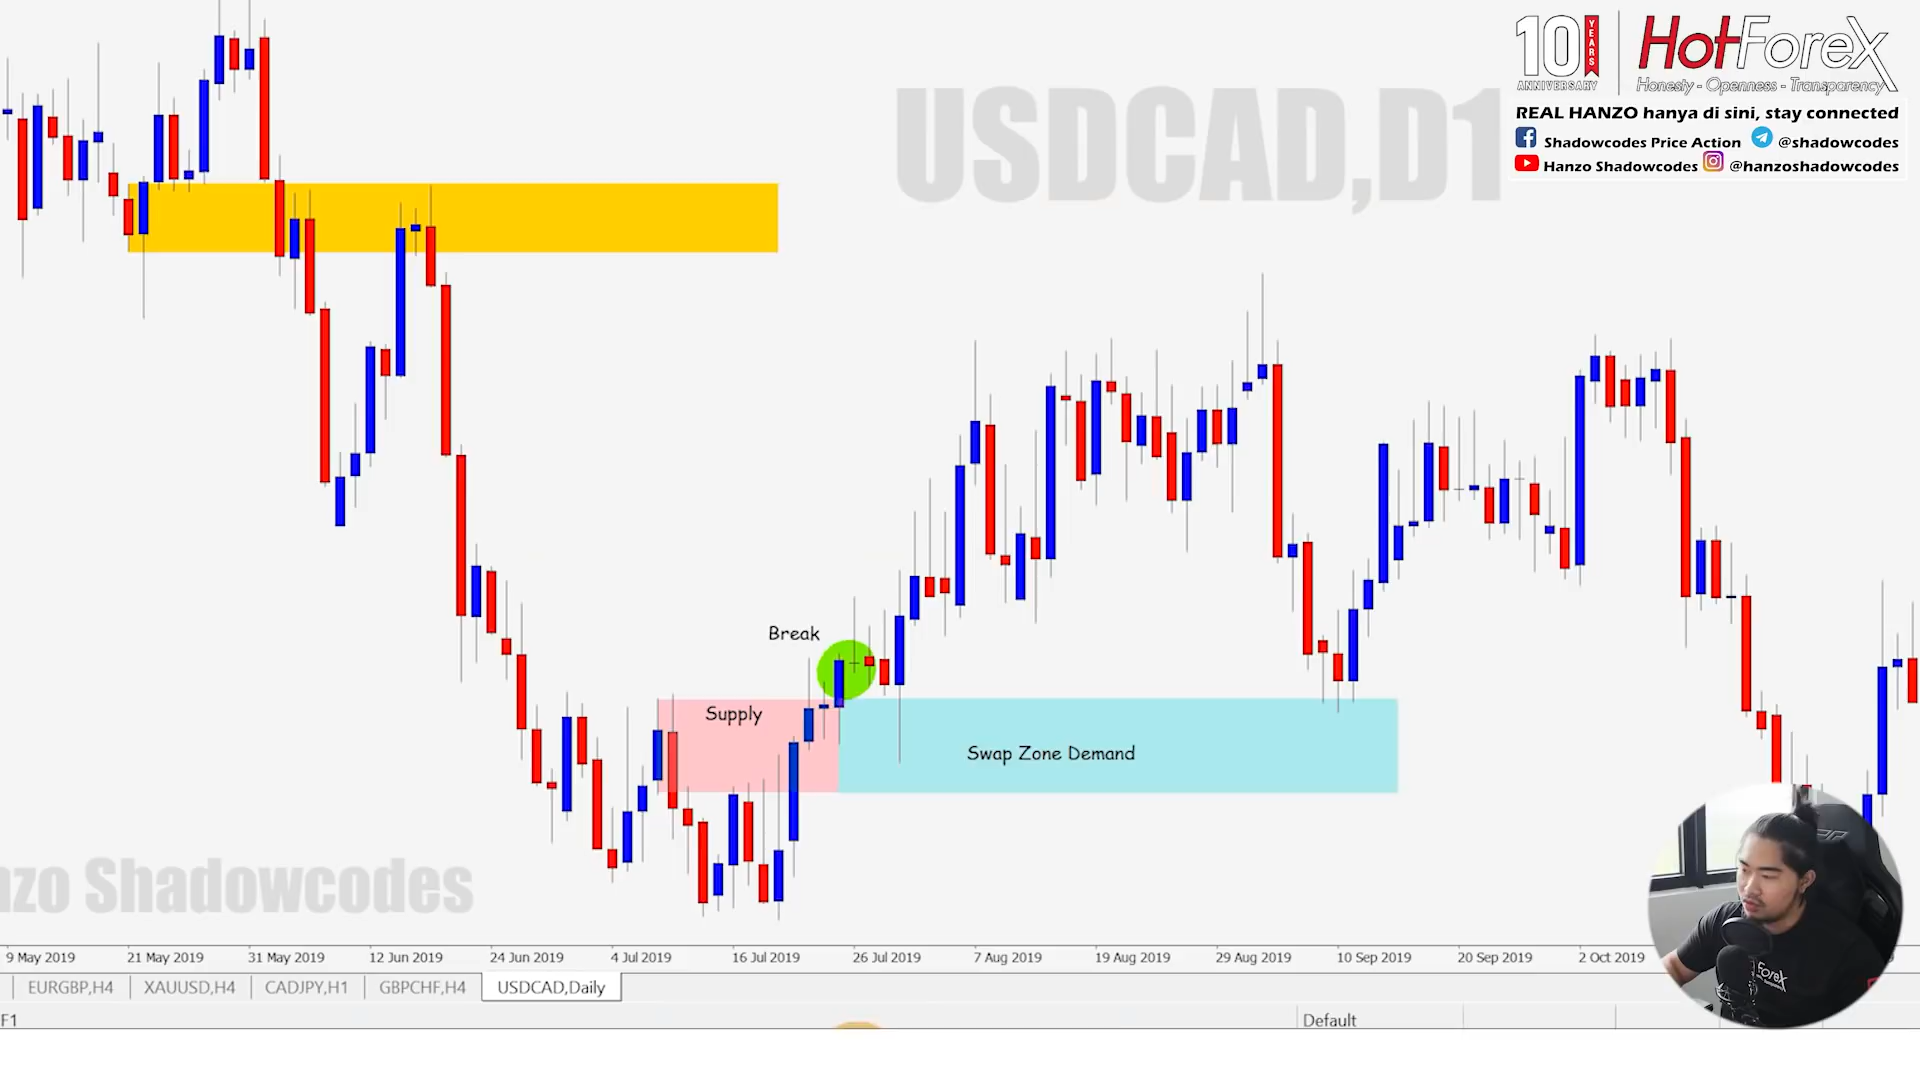 10 YEARS
ANNIVERSARY
HotForex
Honesty - Openness - Transparency
REAL HANZO hanya di sini, stay connected
Shadowcodes Price Action @shadowcodes
Hanzo Shadowcodes @hanzoshadowcodes
USDCAD,D1
Break
Supply
Swap Zone Demand
nzo Shadowcodes
9 May 2019 21 May 2019 31 May 2019 12 Jun 2019 24 Jun 2019 4 Jul 2019 16 Jul 2019 26 Jul 2019 7 Aug 2019 19 Aug 2019 29 Aug 2019 10 Sep 2019 20 Sep 2019 2 Oct 2019
EURGBP,H4 XAUUSD,H4 CADJPY,H1 GBPCHF,H4 USDCAD,Daily
F1 Default
ForeX